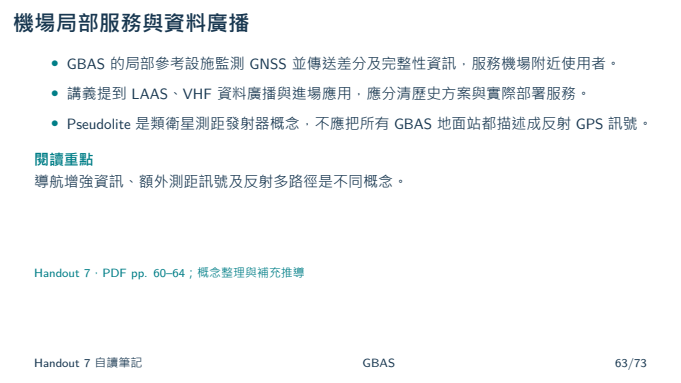 機場局部服務與資料廣播
• GBAS 的局部參考設施監測 GNSS 並傳送差分及完整性資訊，服務機場附近使用者。
• 講義提到 LAAS、VHF 資料廣播與進場應用，應分清歷史方案與實際部署服務。
• Pseudolite 是類衛星測距發射器概念，不應把所有 GBAS 地面站都描述成反射 GPS 訊號。
閱讀重點
導航增強資訊、額外測距訊號及反射多路徑是不同概念。
Handout 7 · PDF pp. 60–64；概念整理與補充推導
Handout 7 自讀筆記 GBAS 63/73